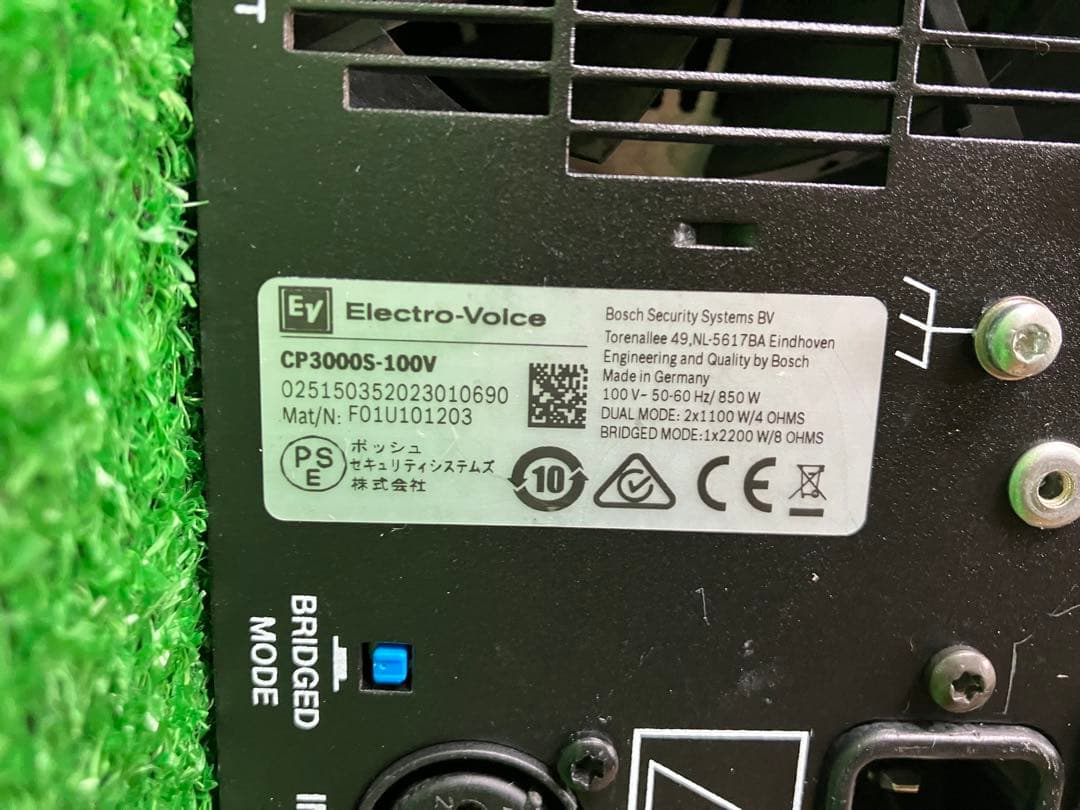 T
EV Electro-Voice
CP3000S-100V
025150352023010690
Mat/N: F01U101203
PSE
ボッシュ
セキュリティシステムズ
株式会社
Bosch Security Systems BV
Torenallee 49,NL-5617BA Eindhoven
Engineering and Quality by Bosch
Made in Germany
100 V~ 50-60 Hz/ 850 W
DUAL MODE: 2x1100 W/4 OHMS
BRIDGED MODE:1x2200 W/8 OHMS
10
CE
BRIDGED
MODE
2